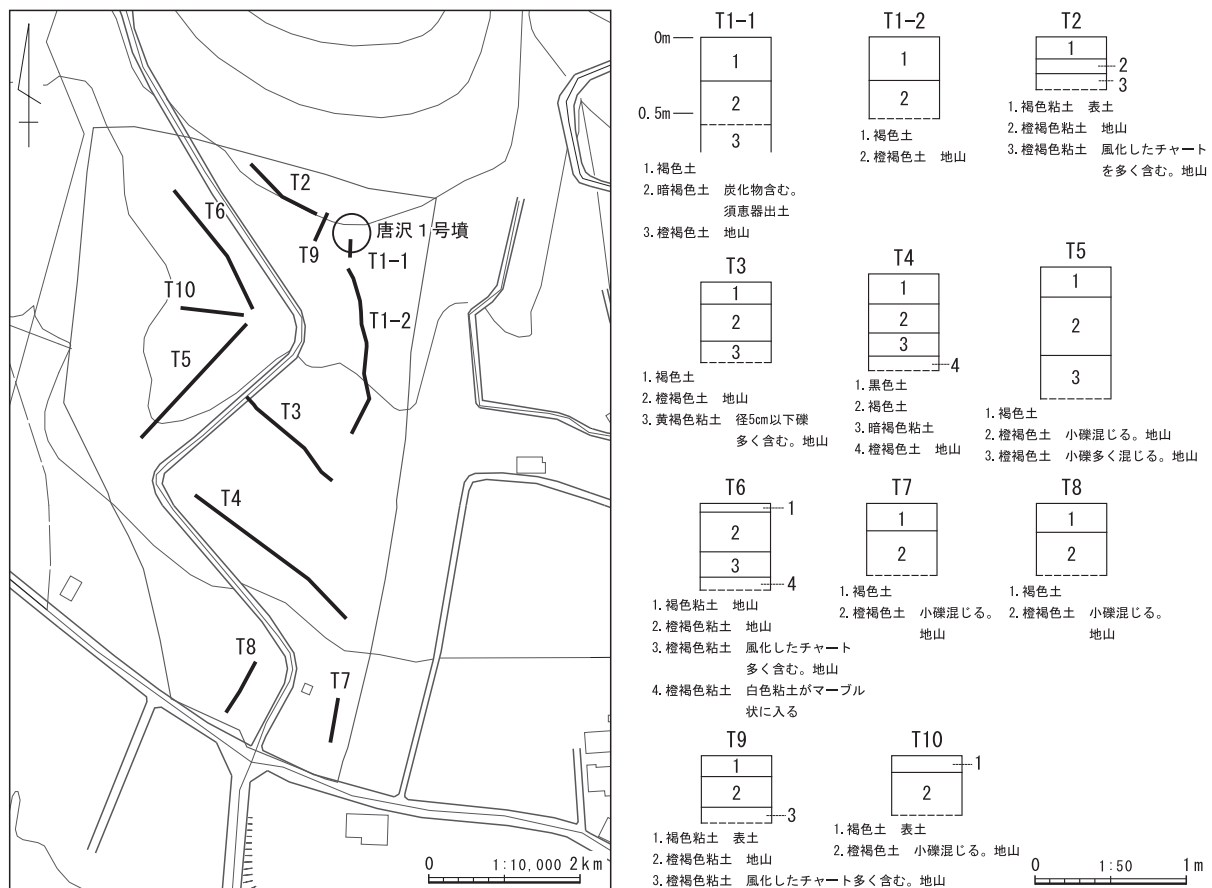 T2
T6
唐沢１号墳
T9
T1-1
T10
T1-2
T5
T3
T4
T8
T7
0 1:10,000 2km
T1-1
0m
1
2
0.5m
3
1. 褐色土
2. 暗褐色土 炭化物含む。
須恵器出土
3. 橙褐色土 地山
T1-2
1
2
1. 褐色土
2. 橙褐色土 地山
T2
1
2
3
1. 褐色粘土 表土
2. 橙褐色粘土 地山
3. 橙褐色粘土 風化したチャート
を多く含む。地山
T3
1
2
3
1. 褐色土
2. 橙褐色土 地山
3. 黄褐色粘土 径5cm以下礫
多く含む。地山
T4
1
2
3
4
1. 黒色土
2. 褐色土
3. 暗褐色粘土
4. 橙褐色土 地山
T5
1
2
3
1. 褐色土
2. 橙褐色土 小礫混じる。地山
3. 橙褐色土 小礫多く混じる。地山
T6
1
2
3
4
1. 褐色粘土 地山
2. 橙褐色粘土 地山
3. 橙褐色粘土 風化したチャート
多く含む。地山
4. 橙褐色粘土 白色粘土がマーブル
状に入る
T7
1
2
1. 褐色土
2. 橙褐色土 小礫混じる。
地山
T8
1
2
1. 褐色土
2. 橙褐色土 小礫混じる。
地山
T9
1
2
3
1. 褐色粘土 表土
2. 橙褐色粘土 地山
3. 橙褐色粘土 風化したチャート多く含む。地山
T10
1
2
1. 褐色土 表土
2. 橙褐色土 小礫混じる。地山
0 1:50 1m